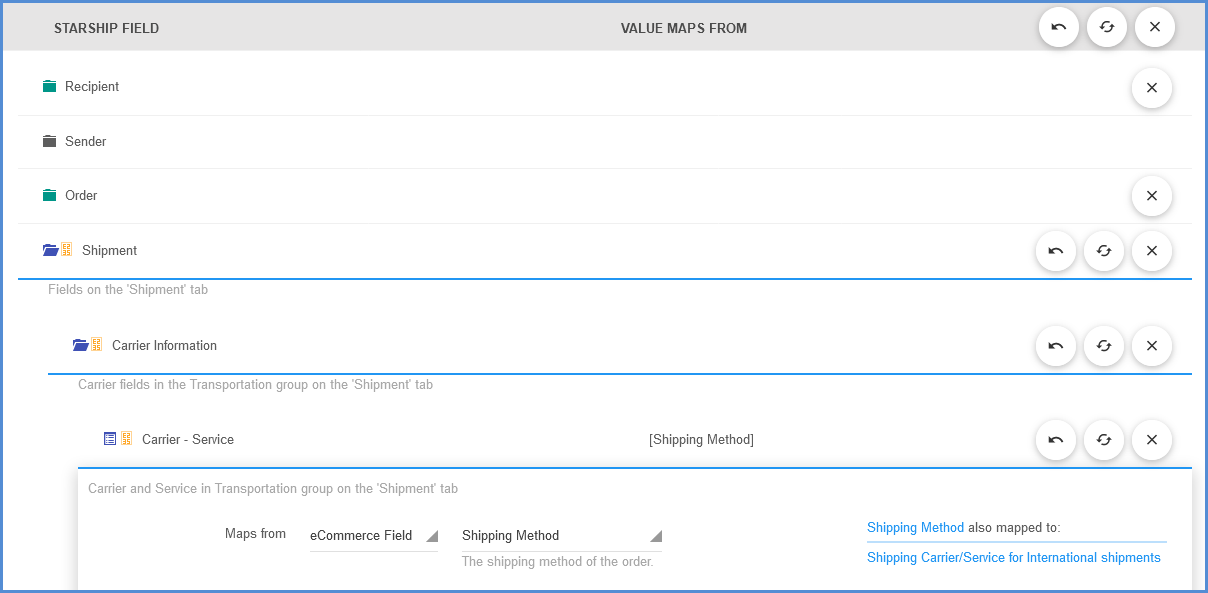 STARSHIP FIELD VALUE MAPS FROM
Recipient
Sender
Order
Shipment
Fields on the 'Shipment' tab
Carrier Information
Carrier fields in the Transportation group on the 'Shipment' tab
Carrier - Service [Shipping Method]
Carrier and Service in Transportation group on the 'Shipment' tab
Maps from eCommerce Field Shipping Method
The shipping method of the order.
Shipping Method also mapped to:
Shipping Carrier/Service for International shipments